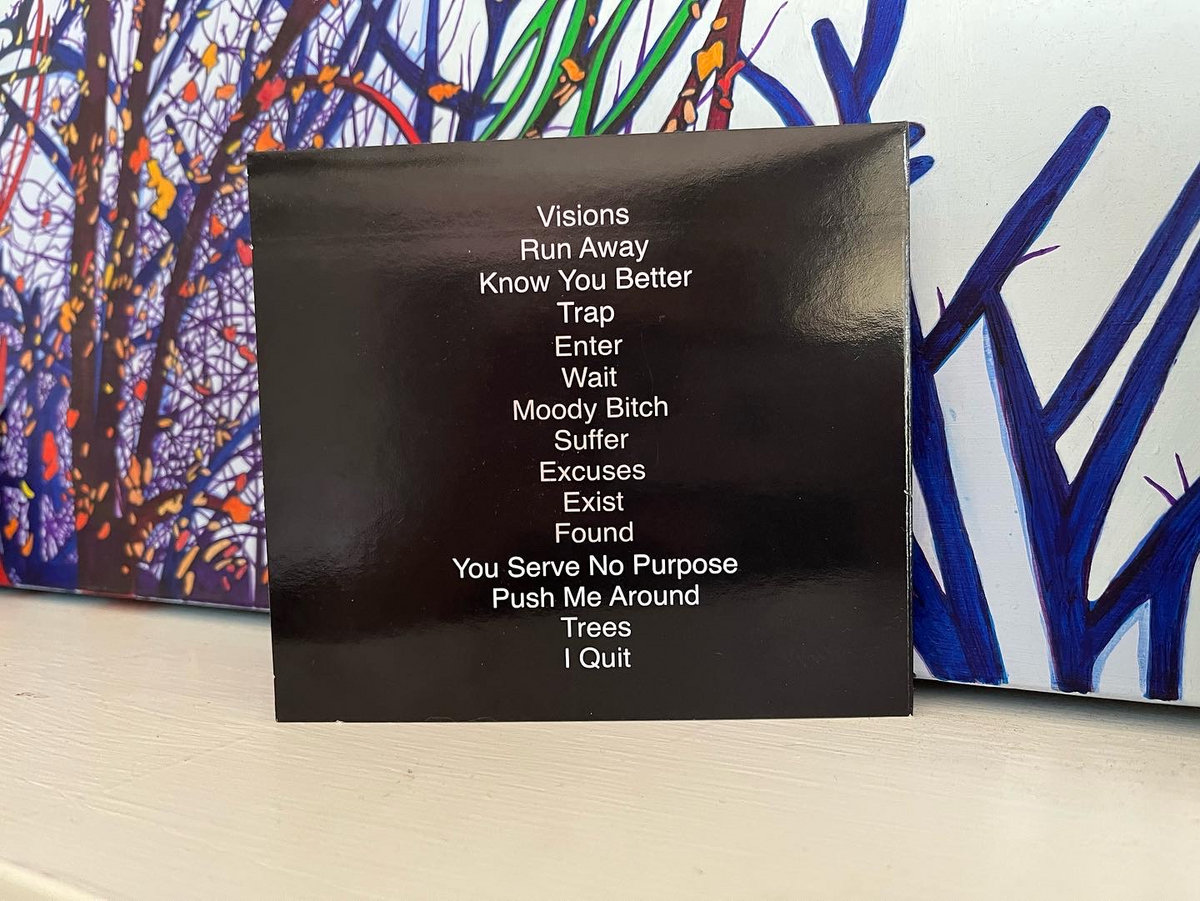 Visions
Run Away
Know You Better
Trap
Enter
Wait
Moody Bitch
Suffer
Excuses
Exist
Found
You Serve No Purpose
Push Me Around
Trees
I Quit